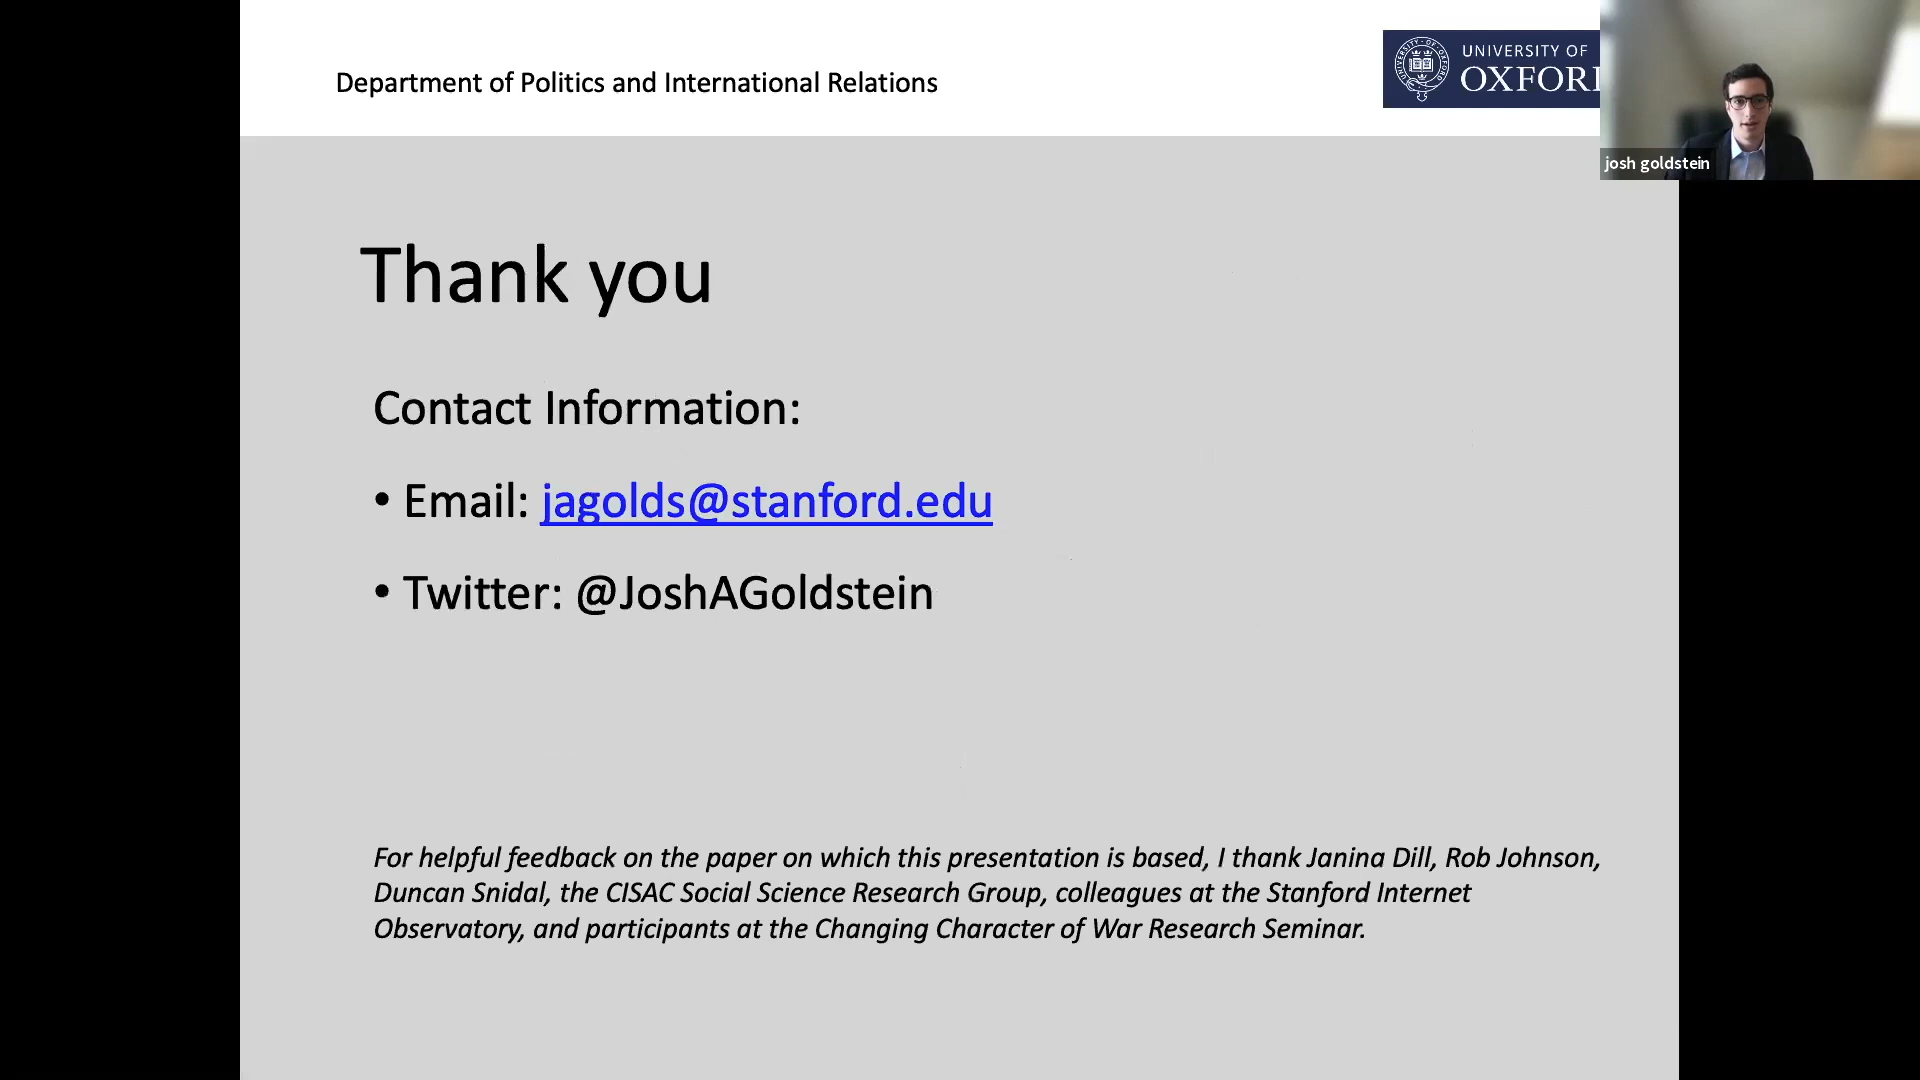 Department of Politics and International Relations
UNIVERSITY OF
OXFOR
josh goldstein
Thank you
Contact Information:
• Email: jagolds@stanford.edu
• Twitter: @JoshAGoldstein
For helpful feedback on the paper on which this presentation is based, I thank Janina Dill, Rob Johnson,
Duncan Snidal, the CISAC Social Science Research Group, colleagues at the Stanford Internet
Observatory, and participants at the Changing Character of War Research Seminar.